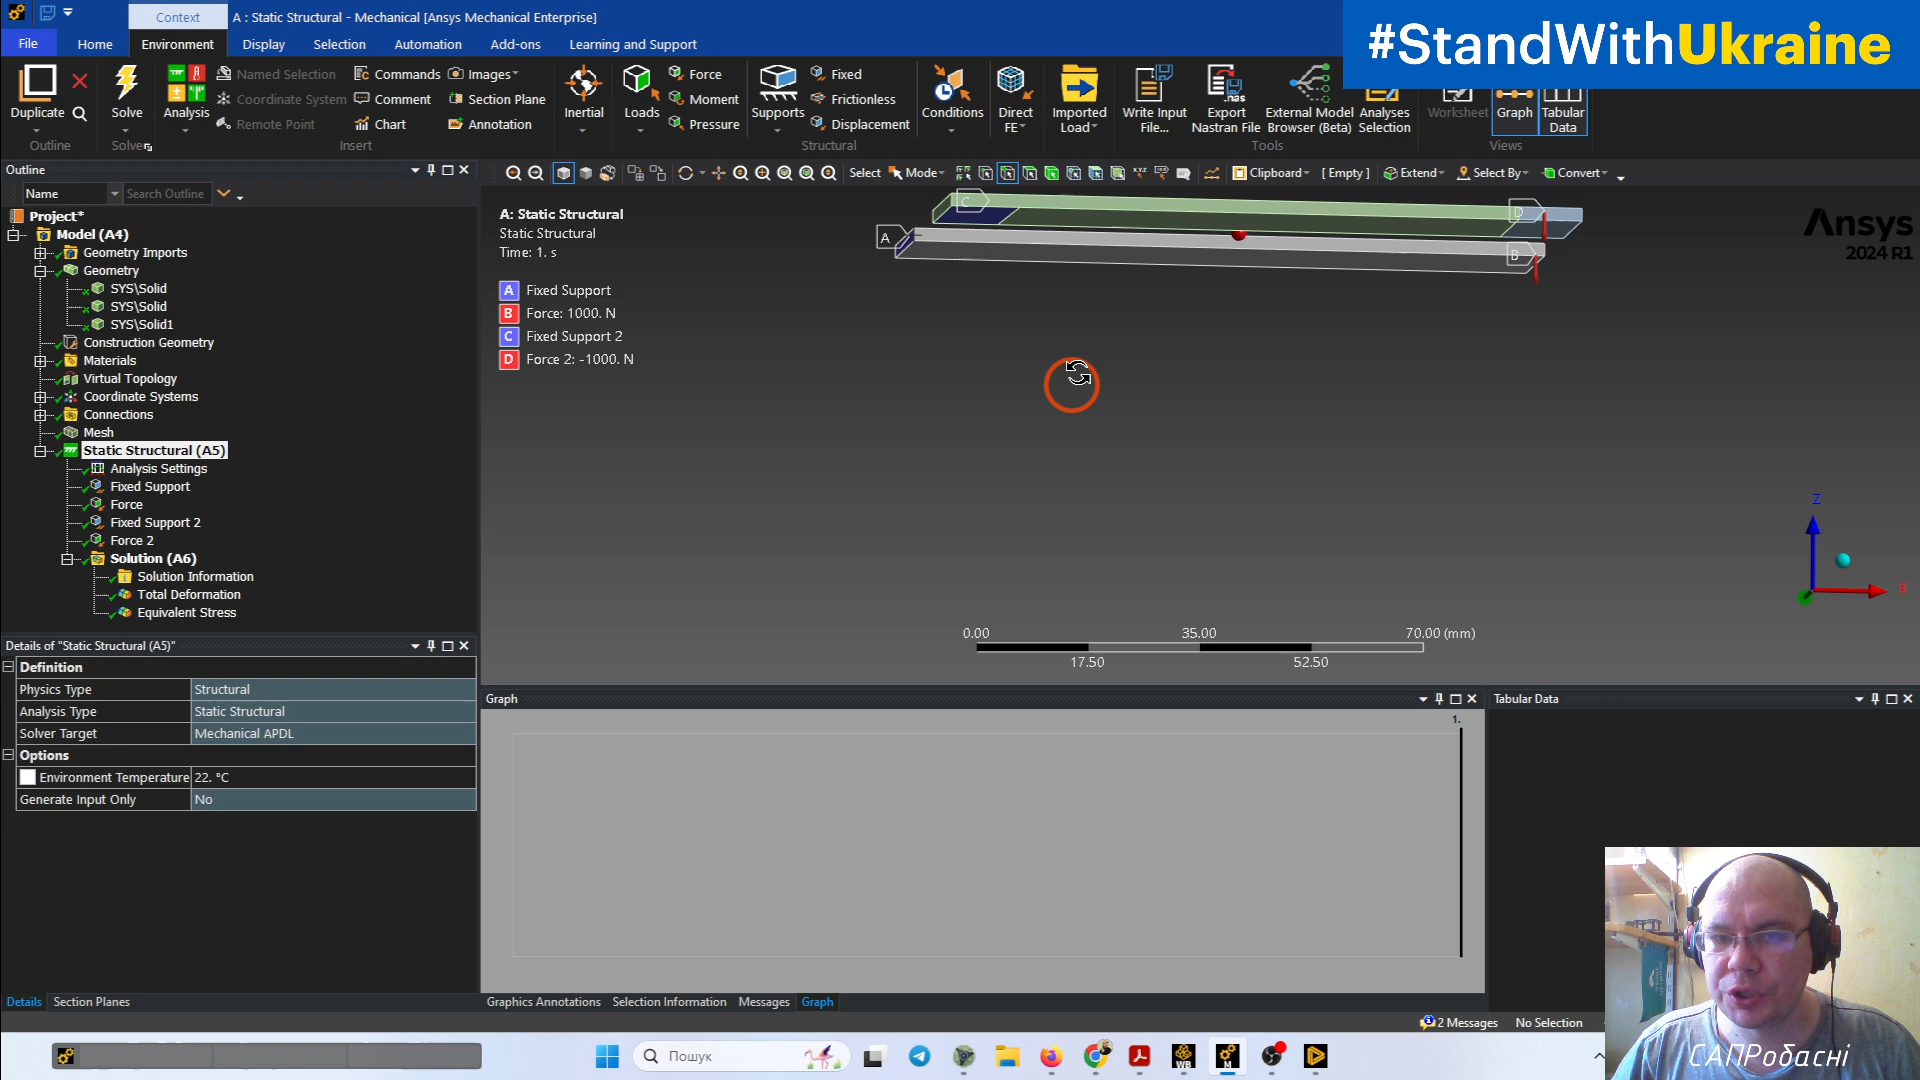 Context
A : Static Structural - Mechanical [Ansys Mechanical Enterprise]
#StandWithUkraine
File
Home
Environment
Display
Selection
Automation
Add-ons
Learning and Support
Duplicate
Outline
Solve
Solve
Analysis
Named Selection
Coordinate System
Remote Point
Commands
Comment
Chart
Images
Section Plane
Annotation
Insert
Inertial
Loads
Force
Moment
Pressure
Supports
Fixed
Frictionless
Displacement
Structural
Conditions
Direct
FE
Imported
Load
Write Input
File...
Export
Nastran File
External Model
Browser (Beta)
Analyses
Selection
Tools
Worksheet
Graph
Tabular
Data
Views
Outline
Name
Search Outline
Select
Mode
Clipboard
[ Empty ]
Extend
Select By
Convert
Project*
Model (A4)
Geometry Imports
Geometry
SYS\Solid
SYS\Solid
SYS\Solid1
Construction Geometry
Materials
Virtual Topology
Coordinate Systems
Connections
Mesh
Static Structural (A5)
Analysis Settings
Fixed Support
Force
Fixed Support 2
Force 2
Solution (A6)
Solution Information
Total Deformation
Equivalent Stress
A: Static Structural
Static Structural
Time: 1. s
A Fixed Support
B Force: 1000. N
C Fixed Support 2
D Force 2: -1000. N
C
D
A
B
Ansys
2024 R1
Z
0.00
35.00
70.00 (mm)
17.50
52.50
Details of "Static Structural (A5)"
Definition
Physics Type Structural
Analysis Type Static Structural
Solver Target Mechanical APDL
Options
Environment Temperature 22. °C
Generate Input Only No
Details
Section Planes
Graph
1.
Tabular Data
Graphics Annotations
Selection Information
Messages
Graph
2 Messages
No Selection
Пошук
WB
M
САПРобасні